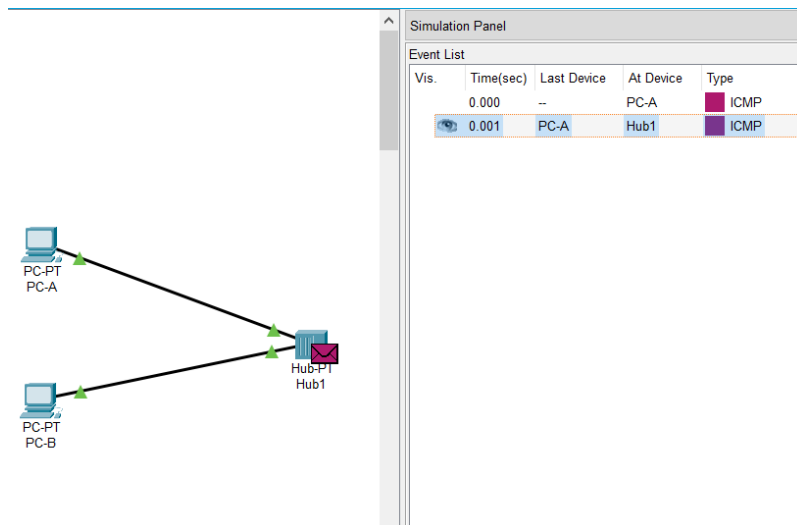 Simulation Panel
Event List
Vis. Time(sec) Last Device At Device Type
0.000 -- PC-A ICMP
0.001 PC-A Hub1 ICMP
PC-PT
PC-A
Hub-PT
Hub1
PC-PT
PC-B